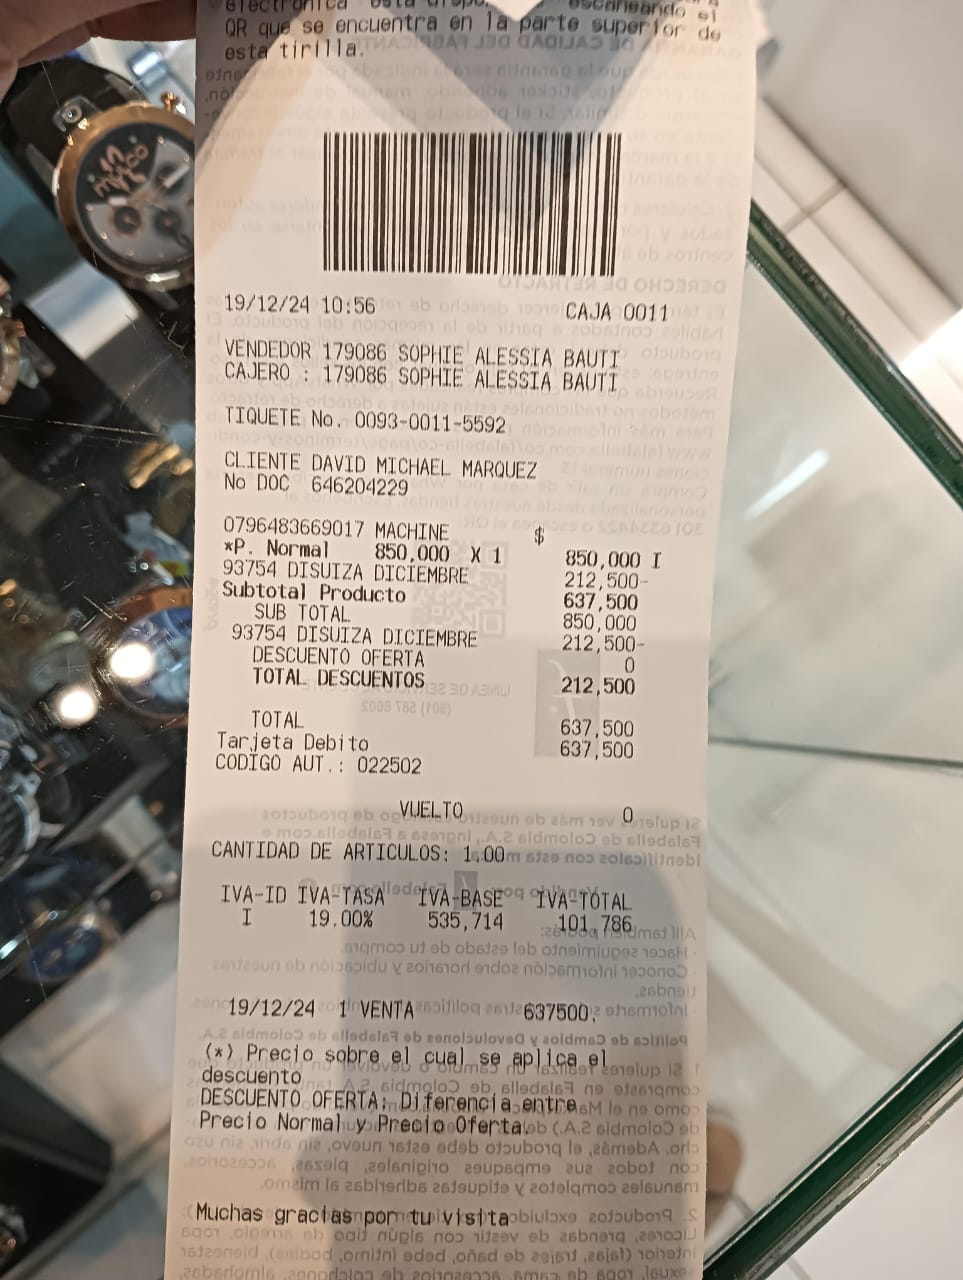 QR que se encuentra en la parte superior de
esta tirilla.
19/12/24 10:56 CAJA 0011
VENDEDOR 179086 SOPHIE ALESSIA BAUTI
CAJERO : 179086 SOPHIE ALESSIA BAUTI
TIQUETE No. 0093-0011-5592
CLIENTE DAVID MICHAEL MARQUEZ
No DOC 646204229
0796483669017 MACHINE $
*P. Normal 850,000 X 1 850,000 I
93754 DISUIZA DICIEMBRE 212,500-
Subtotal Producto 637,500
SUB TOTAL 850,000
93754 DISUIZA DICIEMBRE 212,500-
DESCUENTO OFERTA 0
TOTAL DESCUENTOS 212,500
TOTAL 637,500
Tarjeta Debito 637,500
CODIGO AUT.: 022502
VUELTO 0
CANTIDAD DE ARTICULOS: 1.00
IVA-ID IVA-TASA IVA-BASE IVA-TOTAL
I 19.00% 535,714 101,786
19/12/24 1 VENTA 637500.
(*) Precio sobre el cual se aplica el
descuento
DESCUENTO OFERTA: Diferencia entre
Precio Normal y Precio Oferta.
Muchas gracias por tu visita
MULCO